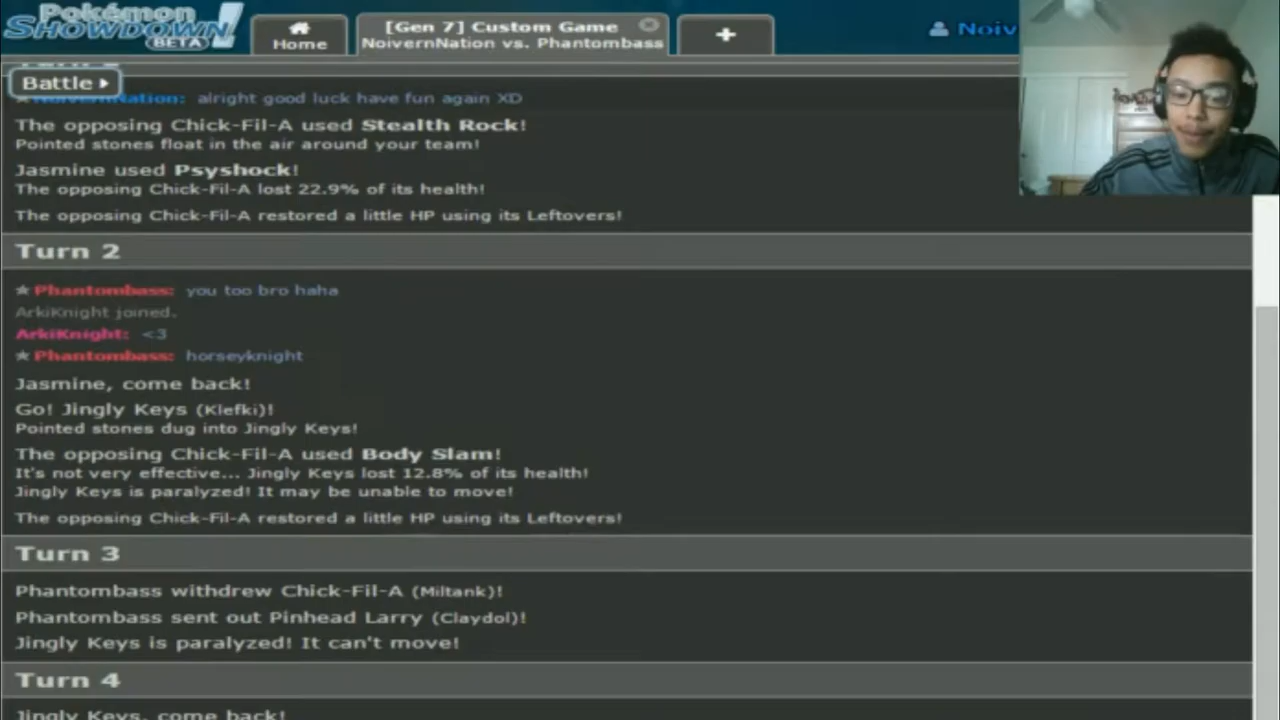 Pokémon
SHOWDOWN!
BETA
Home
[Gen 7] Custom Game
NoivernNation vs. Phantombass
+
Noiv
Battle
NoivernNation: alright good luck have fun again XD
The opposing Chick-Fil-A used Stealth Rock!
Pointed stones float in the air around your team!
Jasmine used Psyshock!
The opposing Chick-Fil-A lost 22.9% of its health!
The opposing Chick-Fil-A restored a little HP using its Leftovers!
Turn 2
☆Phantombass: you too bro haha
ArkiKnight joined.
ArkiKnight: <3
☆Phantombass: horseyknight
Jasmine, come back!
Go! Jingly Keys (Klefki)!
Pointed stones dug into Jingly Keys!
The opposing Chick-Fil-A used Body Slam!
It's not very effective... Jingly Keys lost 12.8% of its health!
Jingly Keys is paralyzed! It may be unable to move!
The opposing Chick-Fil-A restored a little HP using its Leftovers!
Turn 3
Phantombass withdrew Chick-Fil-A (Miltank)!
Phantombass sent out Pinhead Larry (Claydol)!
Jingly Keys is paralyzed! It can't move!
Turn 4
Jingly Keys, come back!